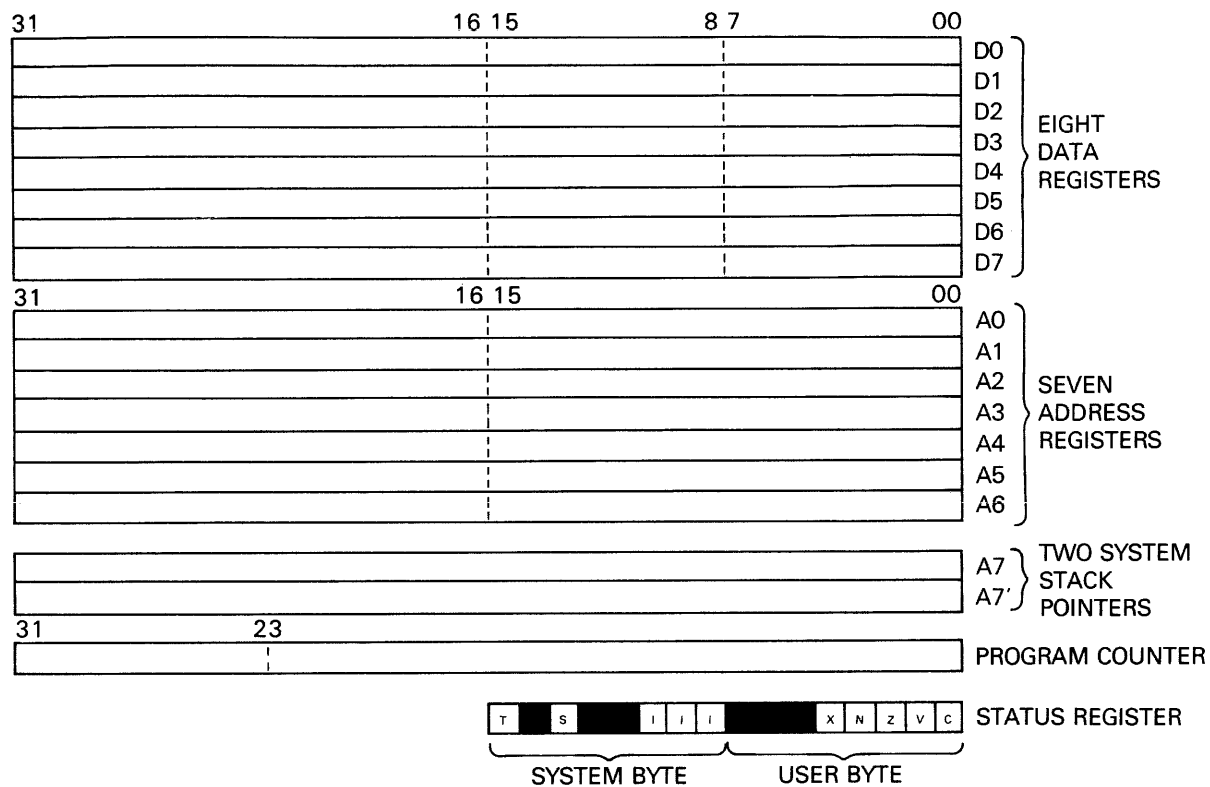 31 16 15 8 7 00
D0
D1
D2
D3
D4
D5
D6
D7
EIGHT
DATA
REGISTERS
31 16 15 00
A0
A1
A2
A3
A4
A5
A6
SEVEN
ADDRESS
REGISTERS
A7
A7'
TWO SYSTEM
STACK
POINTERS
31 23
PROGRAM COUNTER
T S I I I X N Z V C STATUS REGISTER
SYSTEM BYTE USER BYTE